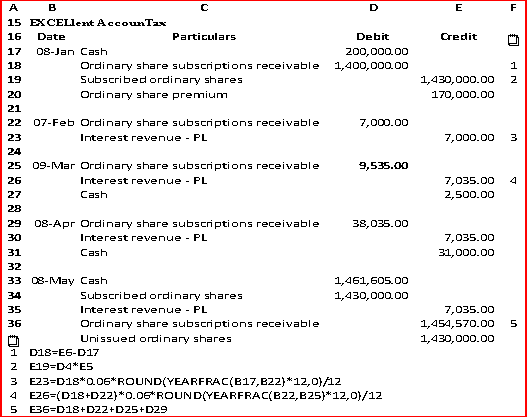 A B C D E F
15 EXCELlent AccounTax
16 Date Particulars Debit Credit
17 08-Jan Cash 200,000.00
18 Ordinary share subscriptions receivable 1,400,000.00 1
19 Subscribed ordinary shares 1,430,000.00 2
20 Ordinary share premium 170,000.00
21
22 07-Feb Ordinary share subscriptions receivable 7,000.00
23 Interest revenue - PL 7,000.00 3
24
25 09-Mar Ordinary share subscriptions receivable 9,535.00
26 Interest revenue - PL 7,035.00 4
27 Cash 2,500.00
28
29 08-Apr Ordinary share subscriptions receivable 38,035.00
30 Interest revenue - PL 7,035.00
31 Cash 31,000.00
32
33 08-May Cash 1,461,605.00
34 Subscribed ordinary shares 1,430,000.00
35 Interest revenue - PL 7,035.00
36 Ordinary share subscriptions receivable 1,454,570.00 5
Unissued ordinary shares 1,430,000.00
1 D18=E6-D17
2 E19=D4*E5
3 E23=D18*0.06*ROUND(YEARFRAC(B17,B22)*12,0)/12
4 E26=(D18+D22)*0.06*ROUND(YEARFRAC(B22,B25)*12,0)/12
5 E36=D18+D22+D25+D29